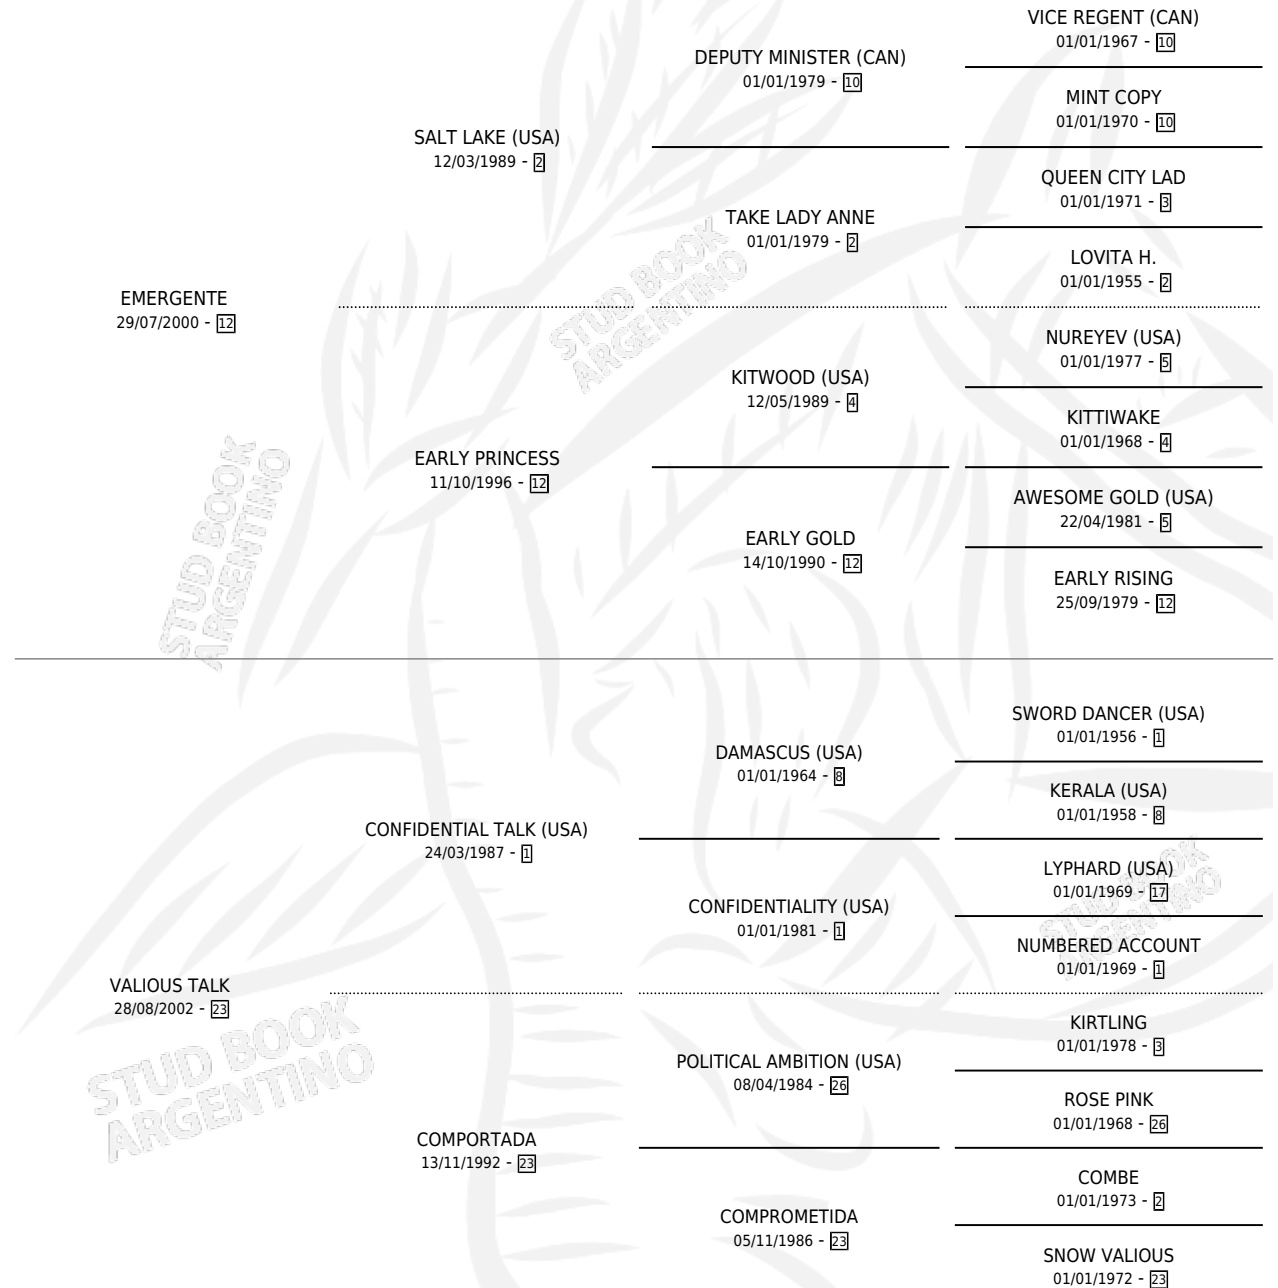 VICE REGENT (CAN)
01/01/1967 - 10
DEPUTY MINISTER (CAN)
01/01/1979 - 10
MINT COPY
01/01/1970 - 10
SALT LAKE (USA)
12/03/1989 - 2
QUEEN CITY LAD
01/01/1971 - 3
TAKE LADY ANNE
01/01/1979 - 2
LOVITA H.
01/01/1955 - 2
EMERGENTE
29/07/2000 - 12
NUREYEV (USA)
01/01/1977 - 5
KITWOOD (USA)
12/05/1989 - 4
KITTIWAKE
01/01/1968 - 4
EARLY PRINCESS
11/10/1996 - 12
AWESOME GOLD (USA)
22/04/1981 - 5
EARLY GOLD
14/10/1990 - 12
EARLY RISING
25/09/1979 - 12
STUD BOOK
ARGENTINO
STUD BOOK
ARGENTINO
SWORD DANCER (USA)
01/01/1956 - 1
DAMASCUS (USA)
01/01/1964 - 8
KERALA (USA)
01/01/1958 - 8
CONFIDENTIAL TALK (USA)
24/03/1987 - 1
LYPHARD (USA)
01/01/1969 - 17
CONFIDENTIALITY (USA)
01/01/1981 - 1
NUMBERED ACCOUNT
01/01/1969 - 1
STUD BOOK
ARGENTINO
VALIOUS TALK
28/08/2002 - 23
KIRTLING
01/01/1978 - 3
POLITICAL AMBITION (USA)
08/04/1984 - 26
ROSE PINK
01/01/1968 - 26
COMPORTADA
13/11/1992 - 23
COMBE
01/01/1973 - 2
COMPROMETIDA
05/11/1986 - 23
SNOW VALIOUS
01/01/1972 - 23
STUD BOOK
ARGENTINO